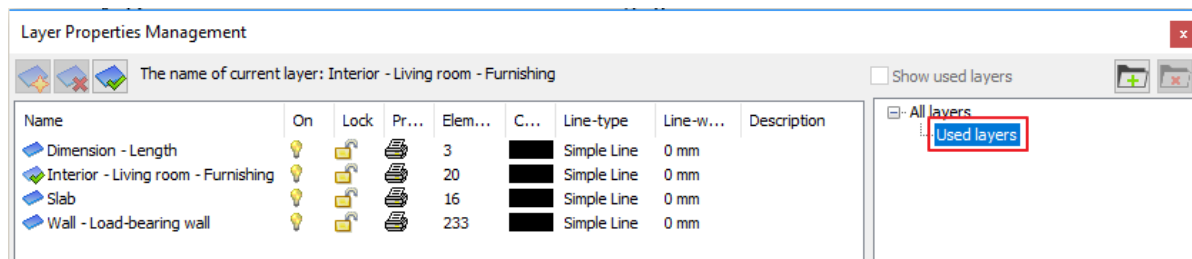 Layer Properties Management
x
The name of current layer: Interior - Living room - Furnishing
Show used layers
Name On Lock Pr... Elem... C... Line-type Line-w... Description
Dimension - Length 3 Simple Line 0 mm
Interior - Living room - Furnishing 20 Simple Line 0 mm
Slab 16 Simple Line 0 mm
Wall - Load-bearing wall 233 Simple Line 0 mm
All layers
Used layers